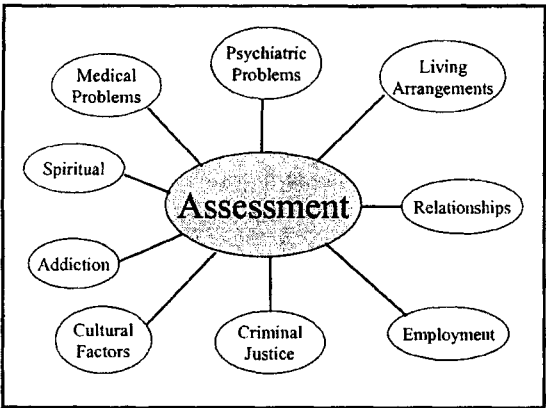 Psychiatric
Problems
Living
Arrangements
Medical
Problems
Spiritual
Assessment
Relationships
Addiction
Cultural
Factors
Criminal
Justice
Employment